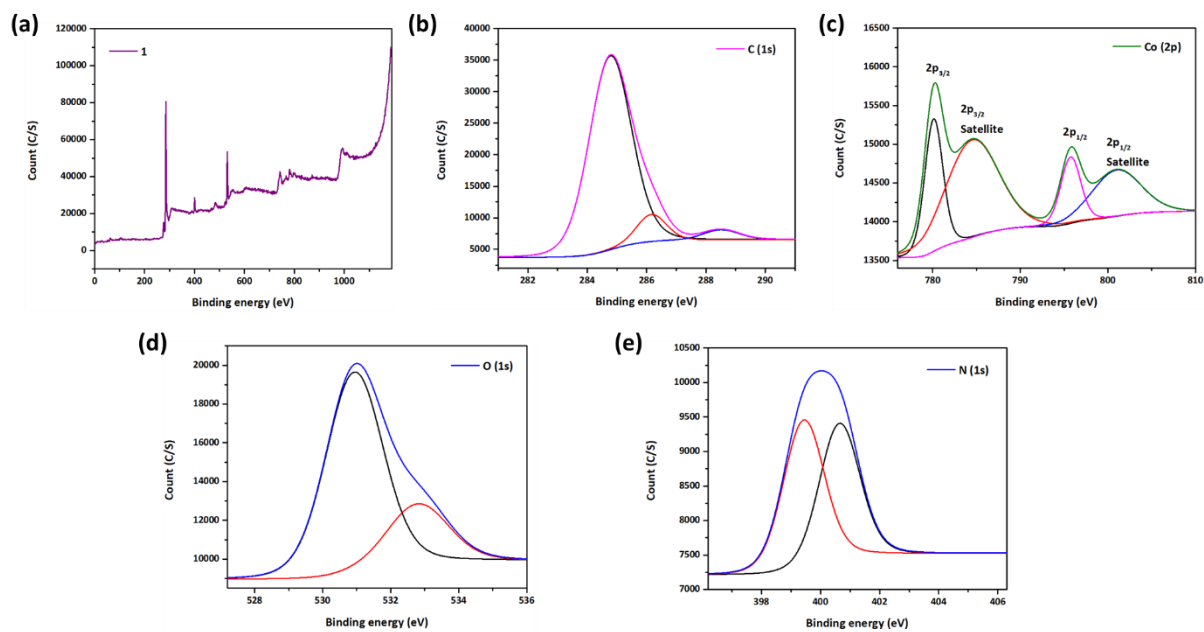 (a)
1
120000
100000
80000
60000
40000
20000
0
Count (C/S)
0 200 400 600 800 1000
Binding energy (eV)
(b)
C (1s)
40000
35000
30000
25000
20000
15000
10000
5000
Count (C/S)
282 284 286 288 290
Binding energy (eV)
(c)
Co (2p)
2p3/2
2p3/2
Satellite
2p1/2
2p1/2
Satellite
16500
16000
15500
15000
14500
14000
13500
Count (C/S)
780 790 800 810
Binding energy (eV)
(d)
O (1s)
20000
18000
16000
14000
12000
10000
Count (C/S)
528 530 532 534 536
Binding energy (eV)
(e)
N (1s)
10500
10000
9500
9000
8500
8000
7500
7000
Count (C/S)
398 400 402 404 406
Binding energy (eV)